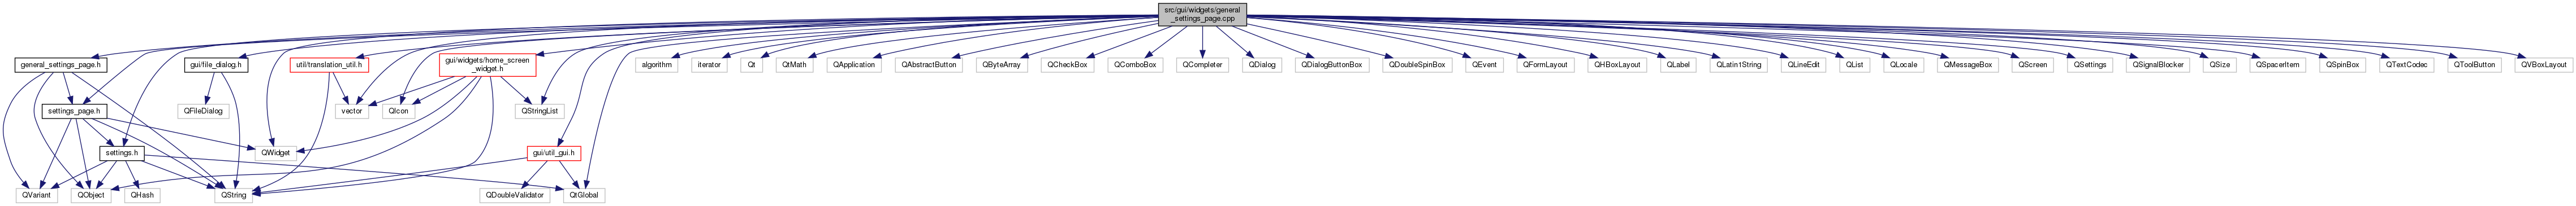 src/gui/widgets/general
_settings_page.cpp
general_settings_page.h
gui/file_dialog.h
util/translation_util.h
gui/widgets/home_screen
_widget.h
algorithm
iterator
Qt
QtMath
QApplication
QAbstractButton
QByteArray
QCheckBox
QComboBox
QCompleter
QDialog
QDialogButtonBox
QDoubleSpinBox
QEvent
QFormLayout
QHBoxLayout
QLabel
QLatin1String
QLineEdit
QList
QLocale
QMessageBox
QScreen
QSettings
QSignalBlocker
QSize
QSpacerItem
QSpinBox
QTextCodec
QToolButton
QVBoxLayout
settings_page.h
QFileDialog
vector
QIcon
QStringList
settings.h
QWidget
gui/util_gui.h
QVariant
QObject
QHash
QString
QDoubleValidator
QtGlobal